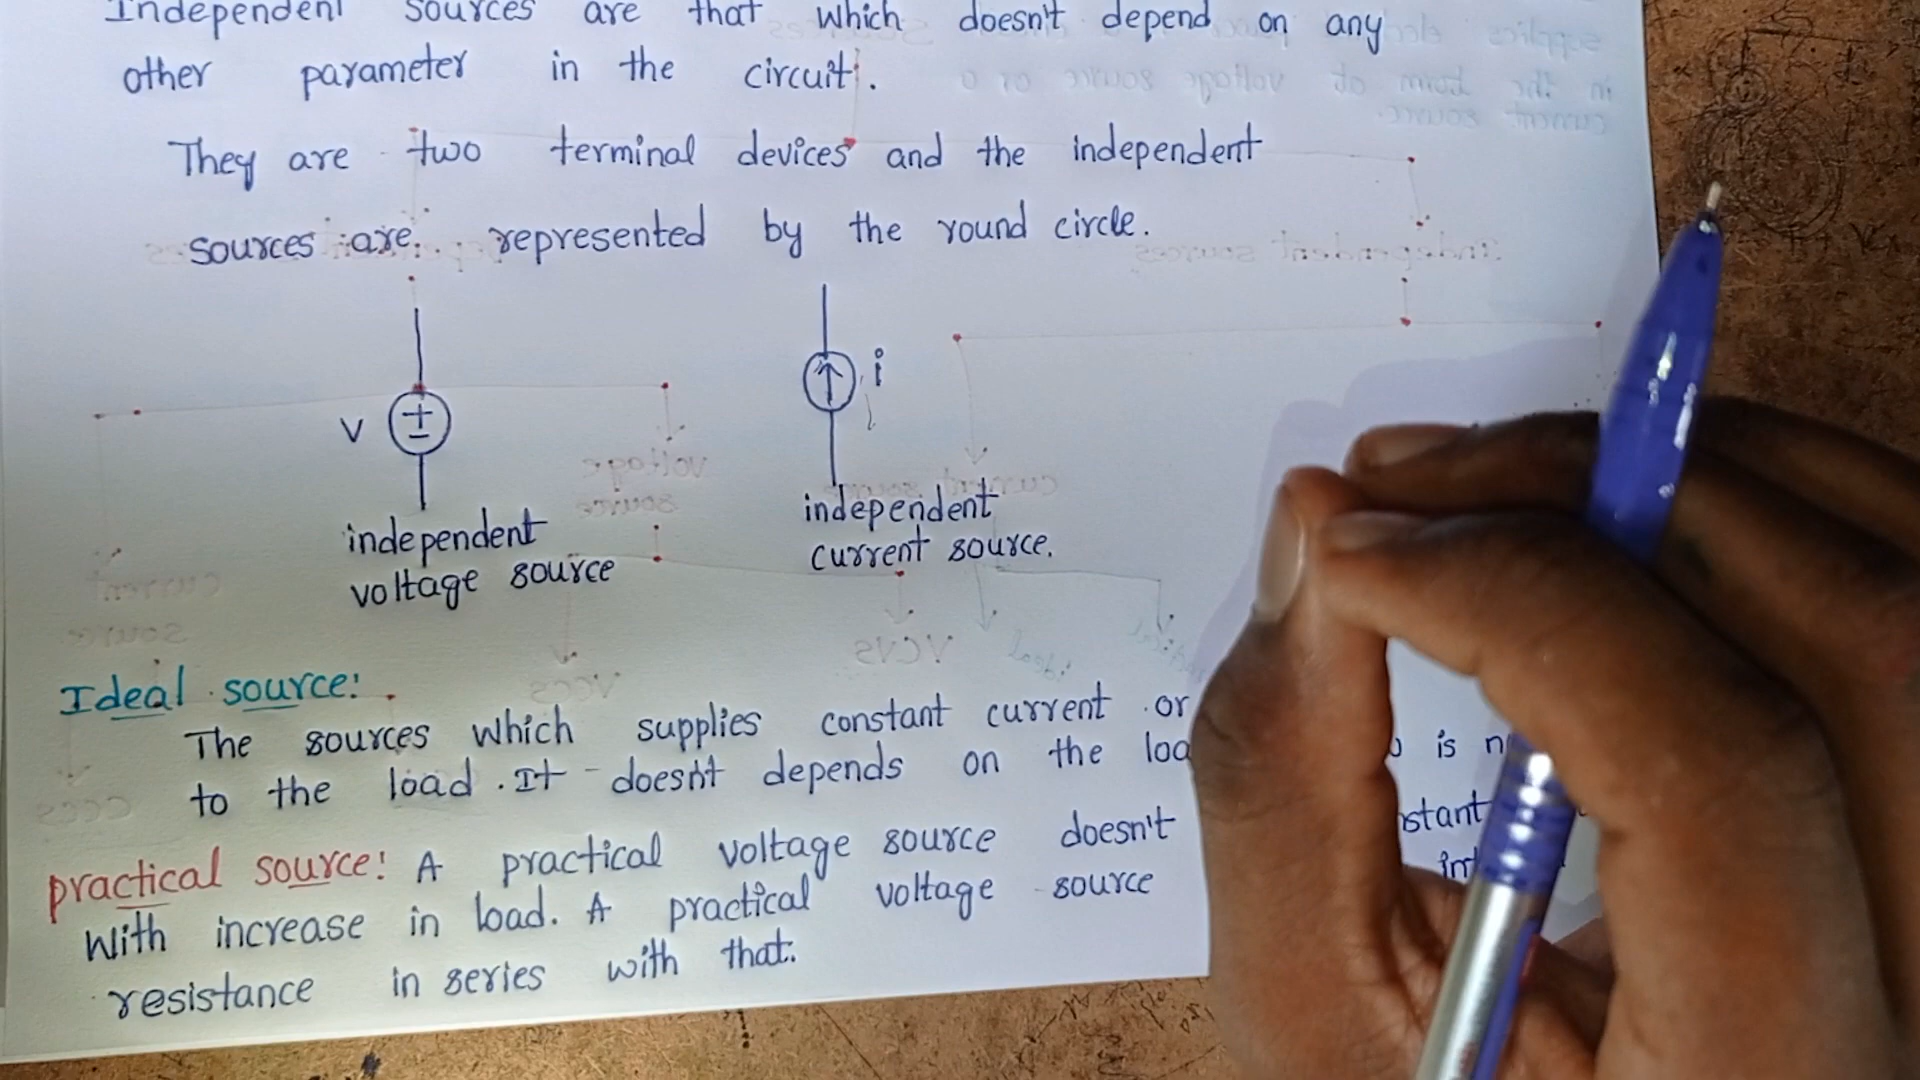 Independent sources are that which doesn't depend on any
other parameter in the circuit.
They are two terminal devices and the independent
sources are represented by the round circle.
V
+
-
i
independent
voltage source
independent
current source.
Ideal source:
The sources which supplies constant current or
to the load. It doesn't depends on the is
practical source: A practical voltage source doesn't
With increase in load. A practical voltage source
resistance in series with that.